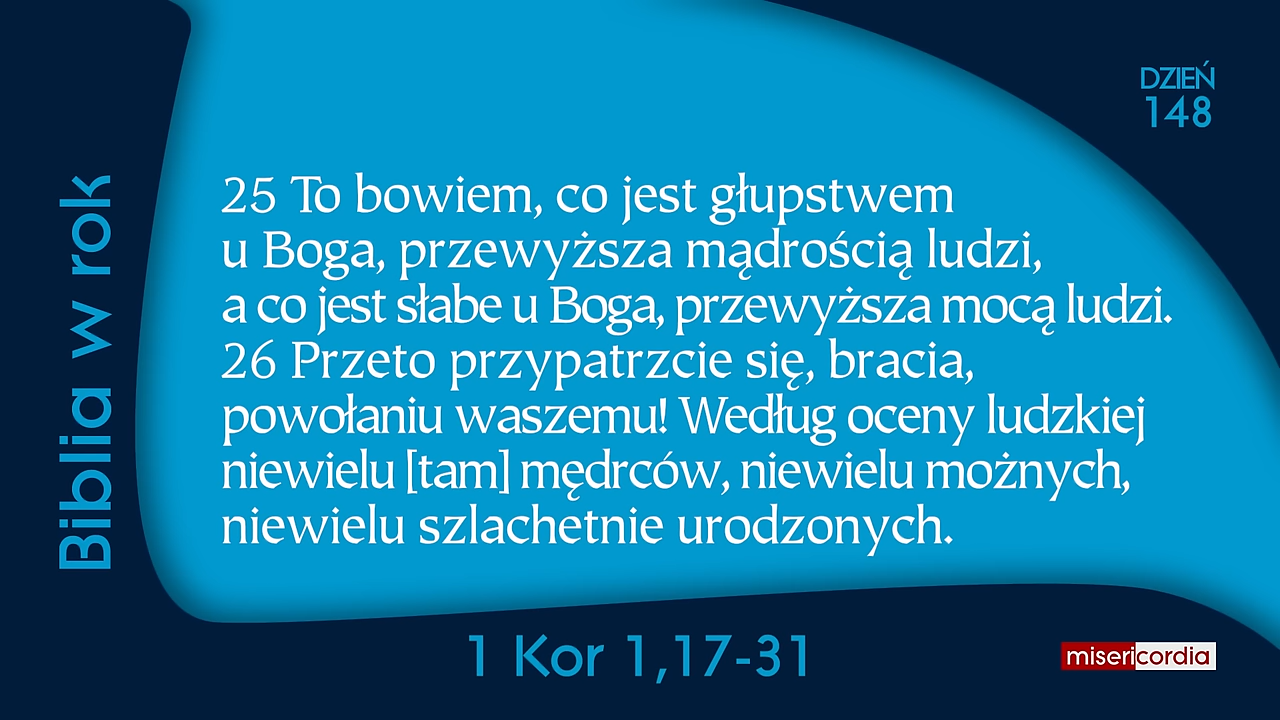 DZIEŃ
148
Biblia w rok
25 To bowiem, co jest głupstwem
u Boga, przewyższa mądrością ludzi,
a co jest słabe u Boga, przewyższa mocą ludzi.
26 Przeto przypatrzcie się, bracia,
powołaniu waszemu! Według oceny ludzkiej
niewielu [tam] mędrców, niewielu możnych,
niewielu szlachetnie urodzonych.
1 Kor 1,17-31
misericordia